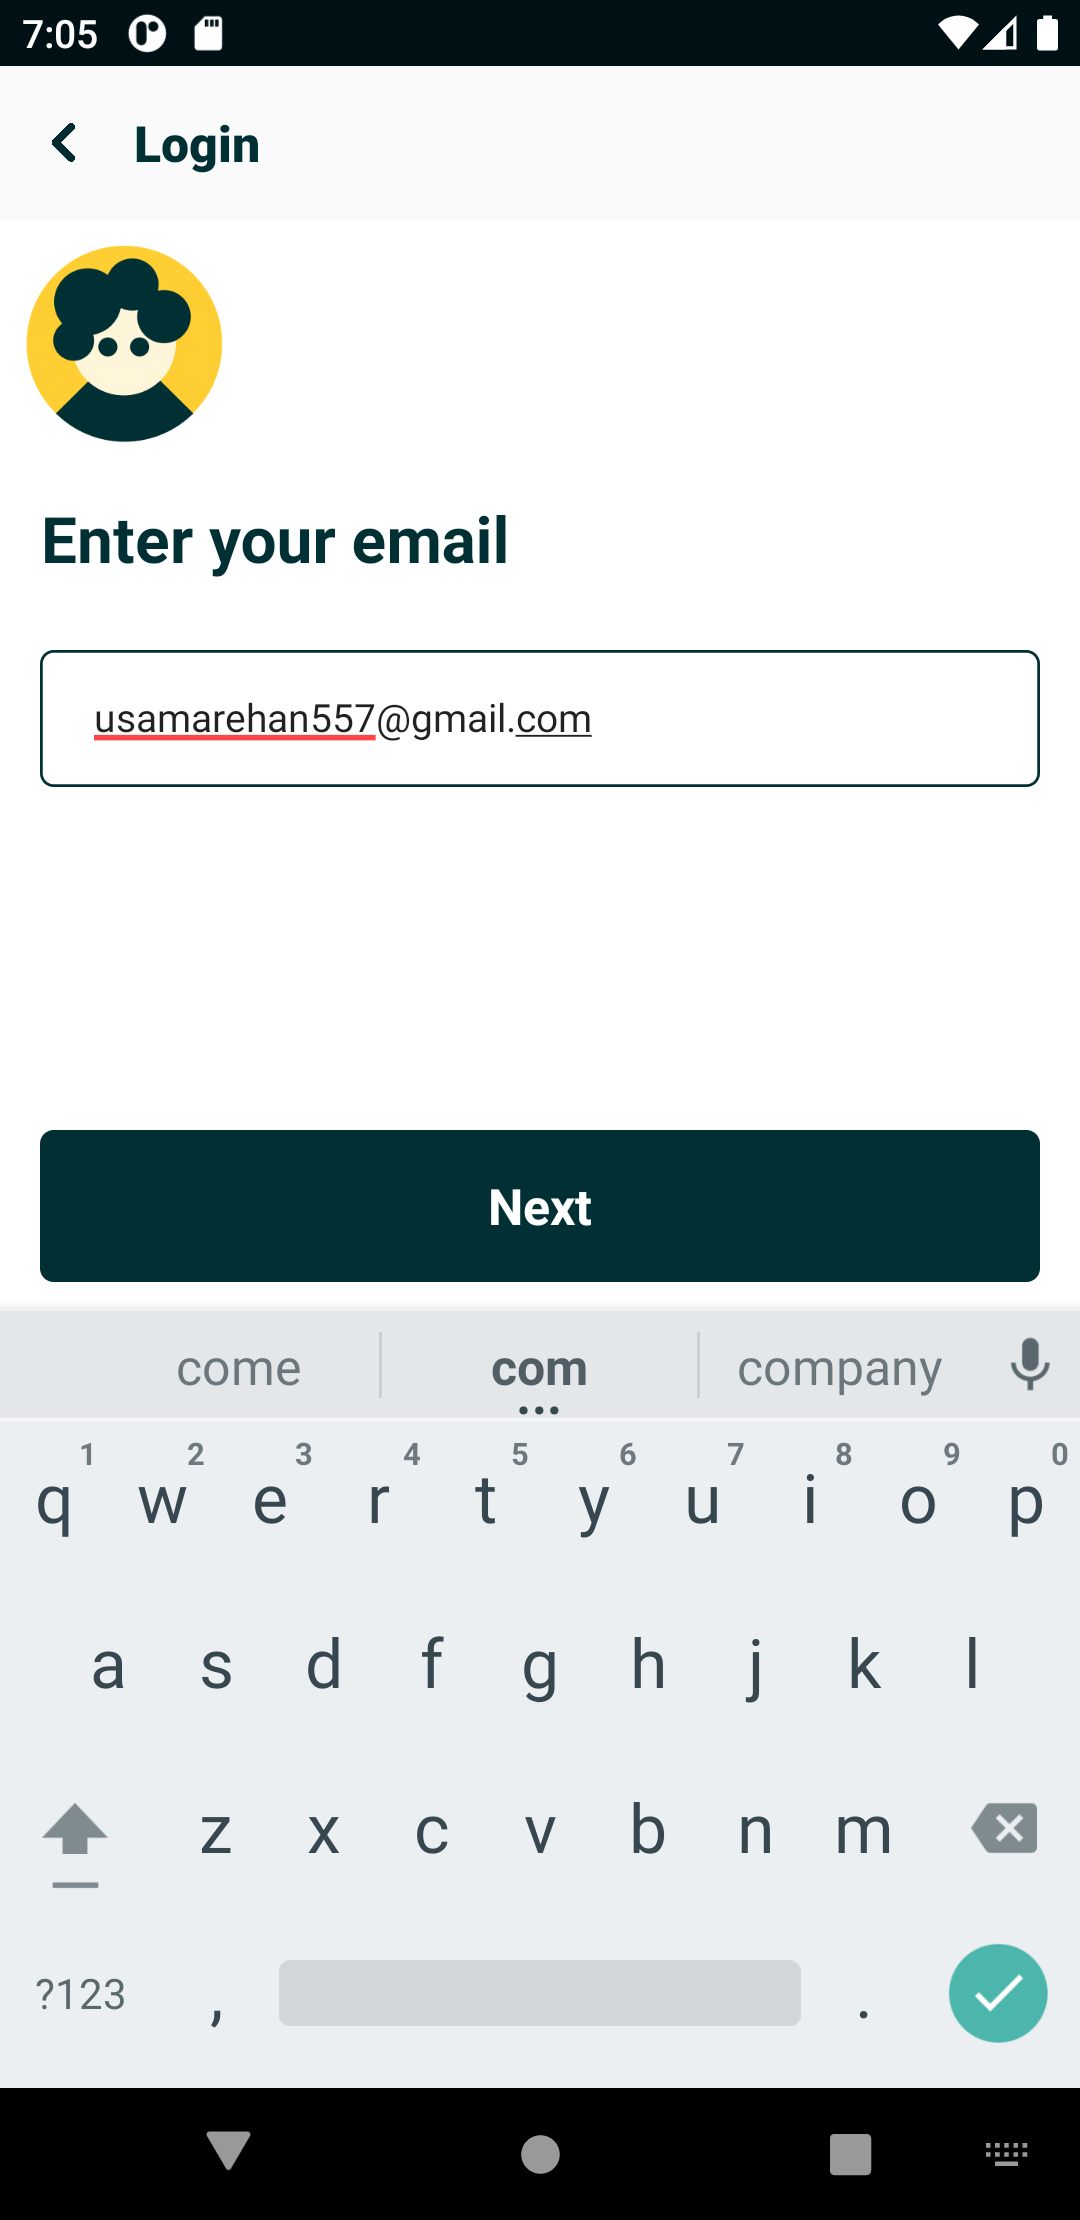 7:05
Login
Enter your email
usamarehan557@gmail.com
Next
come com company
1 2 3 4 5 6 7 8 9 0
q w e r t y u i o p
a s d f g h j k l
z x c v b n m
?123 , .